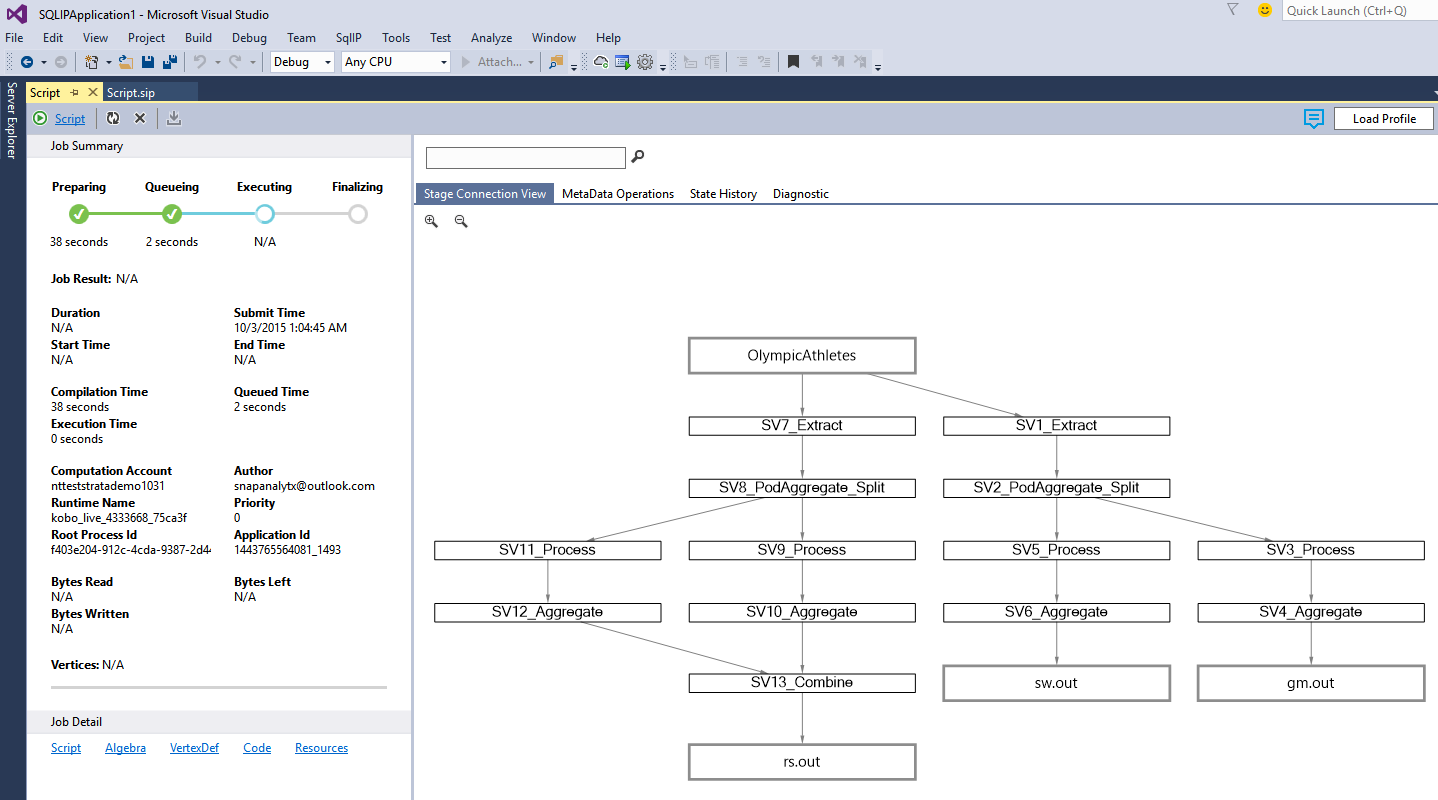 SQLIPApplication1 - Microsoft Visual Studio
Quick Launch (Ctrl+Q)
File Edit View Project Build Debug Team SqlIP Tools Test Analyze Window Help
Debug Any CPU Attach...
Server Explorer
Script Script.sip
Script
Load Profile
Job Summary
Preparing Queueing Executing Finalizing
38 seconds 2 seconds N/A
Job Result: N/A
Duration Submit Time
N/A 10/3/2015 1:04:45 AM
Start Time End Time
N/A N/A
Compilation Time Queued Time
38 seconds 2 seconds
Execution Time
0 seconds
Computation Account Author
ntteststratademo1031 snapanalytx@outlook.com
Runtime Name Priority
kobo_live_4333668_75ca3f 0
Root Process Id Application Id
f403e204-912c-4cda-9387-2d4 1443765564081_1493
Bytes Read Bytes Left
N/A N/A
Bytes Written
N/A
Vertices: N/A
Job Detail
Script Algebra VertexDef Code Resources
Stage Connection View MetaData Operations State History Diagnostic
OlympicAthletes
SV7_Extract SV1_Extract
SV8_PodAggregate_Split SV2_PodAggregate_Split
SV11_Process SV9_Process SV5_Process SV3_Process
SV12_Aggregate SV10_Aggregate SV6_Aggregate SV4_Aggregate
SV13_Combine sw.out gm.out
rs.out